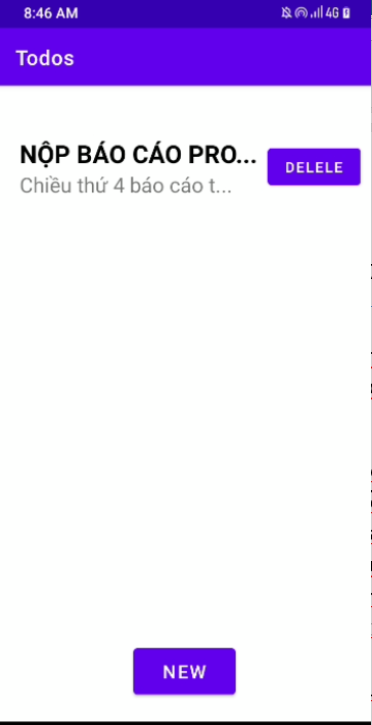 8:46 AM 4G
Todos
NỘP BÁO CÁO PRO...
Chiều thứ 4 báo cáo t...
DELELE
NEW